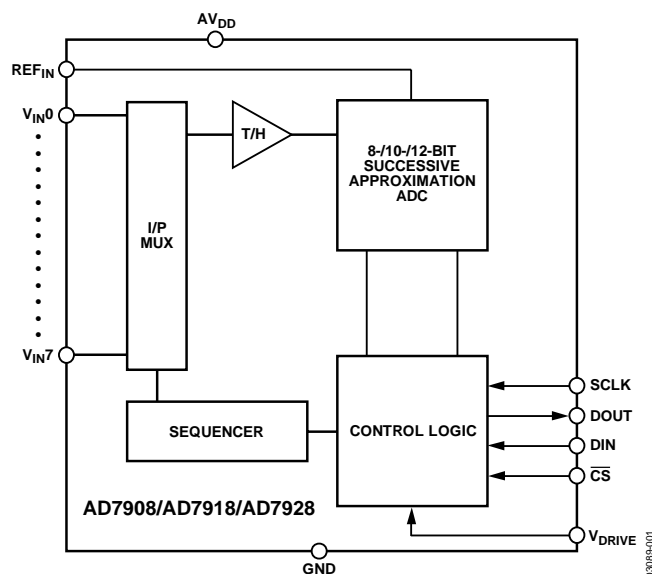 AVDD
REFIN
VIN0
T/H
8-/10-/12-BIT
SUCCESSIVE
APPROXIMATION
ADC
I/P
MUX
VIN7
SEQUENCER
CONTROL LOGIC
SCLK
DOUT
DIN
C̅S̅
AD7908/AD7918/AD7928
VDRIVE
GND
03089-001